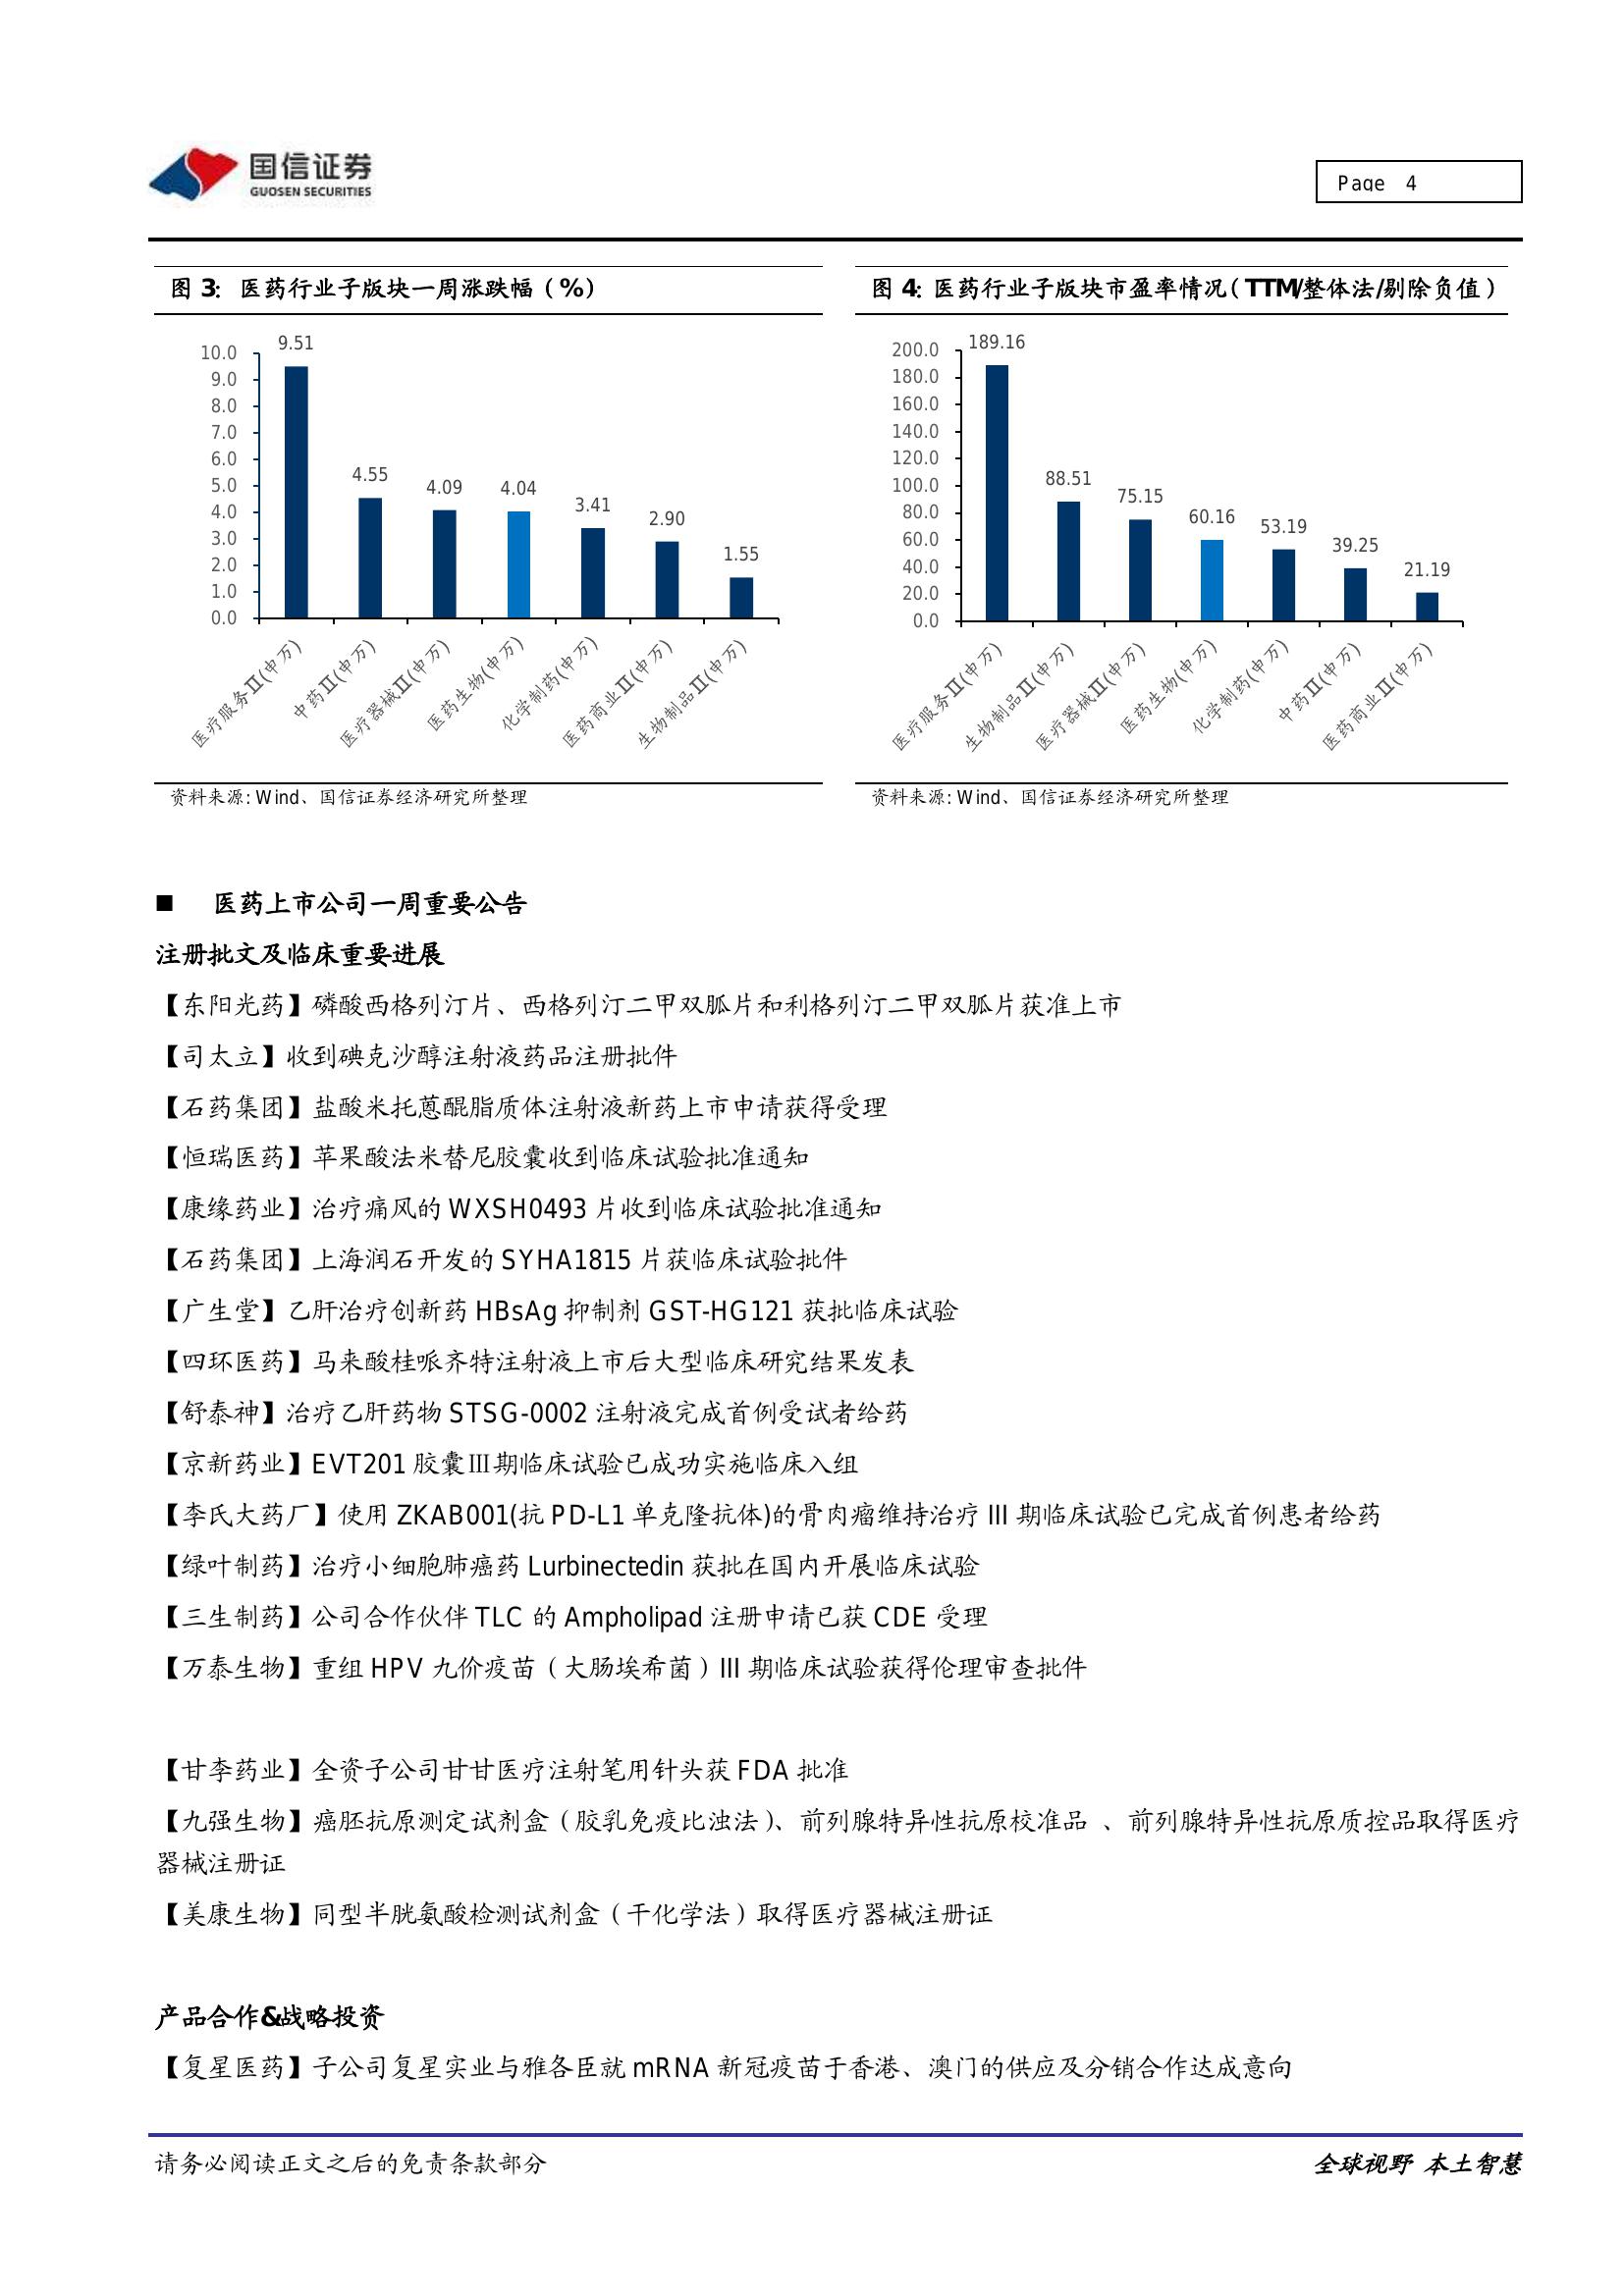 国信证券
GUOSEN SECURITIES
Page 4
图 3: 医药行业子版块一周涨跌幅（%）
10.0
9.0
8.0
7.0
6.0
5.0
4.0
3.0
2.0
1.0
0.0
9.51
4.55
4.09
4.04
3.41
2.90
1.55
医疗服务Ⅱ(申万)
中药Ⅱ(申万)
医疗器械Ⅱ(申万)
医药生物(申万)
化学制药(申万)
医药商业Ⅱ(申万)
生物制品Ⅱ(申万)
资料来源: Wind、国信证券经济研究所整理
图 4: 医药行业子版块市盈率情况（TTM/整体法/剔除负值）
200.0
180.0
160.0
140.0
120.0
100.0
80.0
60.0
40.0
20.0
0.0
189.16
88.51
75.15
60.16
53.19
39.25
21.19
医疗服务Ⅱ(申万)
生物制品Ⅱ(申万)
医疗器械Ⅱ(申万)
医药生物(申万)
化学制药(申万)
中药Ⅱ(申万)
医药商业Ⅱ(申万)
资料来源: Wind、国信证券经济研究所整理
■ 医药上市公司一周重要公告
注册批文及临床重要进展
【东阳光药】磷酸西格列汀片、西格列汀二甲双胍片和利格列汀二甲双胍片获准上市
【司太立】收到碘克沙醇注射液药品注册批件
【石药集团】盐酸米托蒽醌脂质体注射液新药上市申请获得受理
【恒瑞医药】苹果酸法米替尼胶囊收到临床试验批准通知
【康缘药业】治疗痛风的 WXSH0493 片收到临床试验批准通知
【石药集团】上海润石开发的 SYHA1815 片获临床试验批件
【广生堂】乙肝治疗创新药 HBsAg 抑制剂 GST-HG121 获批临床试验
【四环医药】马来酸桂哌齐特注射液上市后大型临床研究结果发表
【舒泰神】治疗乙肝药物 STSG-0002 注射液完成首例受试者给药
【京新药业】EVT201 胶囊Ⅲ期临床试验已成功实施临床入组
【李氏大药厂】使用 ZKAB001(抗 PD-L1 单克隆抗体)的骨肉瘤维持治疗 III 期临床试验已完成首例患者给药
【绿叶制药】治疗小细胞肺癌药 Lurbinectedin 获批在国内开展临床试验
【三生制药】公司合作伙伴 TLC 的 Ampholipad 注册申请已获 CDE 受理
【万泰生物】重组 HPV 九价疫苗（大肠埃希菌）III 期临床试验获得伦理审查批件
【甘李药业】全资子公司甘甘医疗注射笔用针头获 FDA 批准
【九强生物】癌胚抗原测定试剂盒（胶乳免疫比浊法）、前列腺特异性抗原校准品 、前列腺特异性抗原质控品取得医疗
器械注册证
【美康生物】同型半胱氨酸检测试剂盒（干化学法）取得医疗器械注册证
产品合作&战略投资
【复星医药】子公司复星实业与雅各臣就 mRNA 新冠疫苗于香港、澳门的供应及分销合作达成意向
请务必阅读正文之后的免责条款部分
全球视野 本土智慧